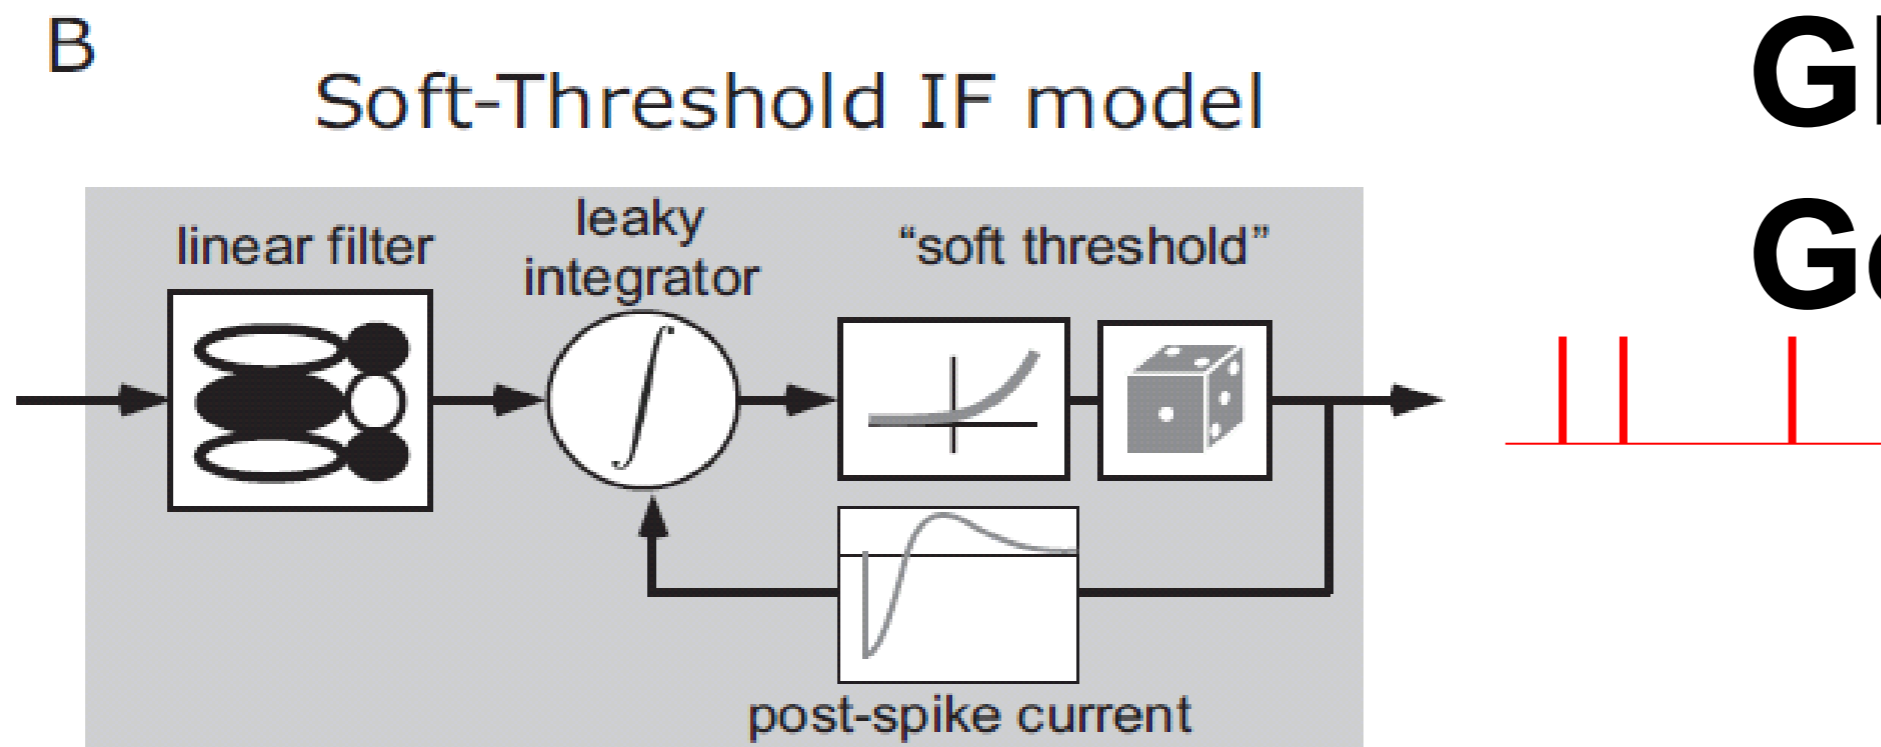 B
Soft-Threshold IF model
linear filter
leaky
integrator
“soft threshold”
∫
post-spike current